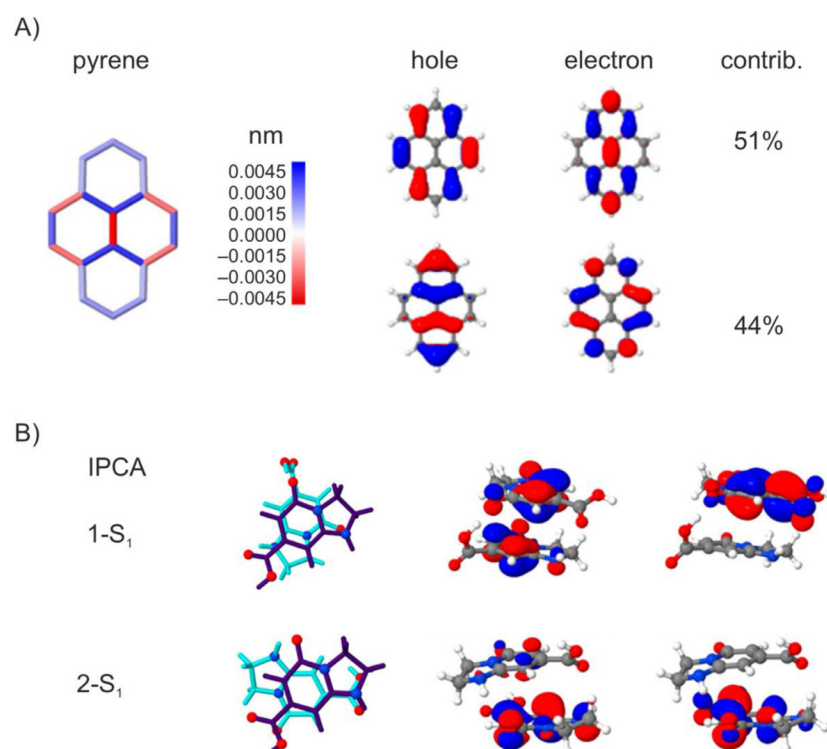 A)
pyrene hole electron contrib.
nm
0.0045
0.0030
0.0015
0.0000
−0.0015
−0.0030
−0.0045
51%
44%
B)
IPCA
1-S₁
2-S₁